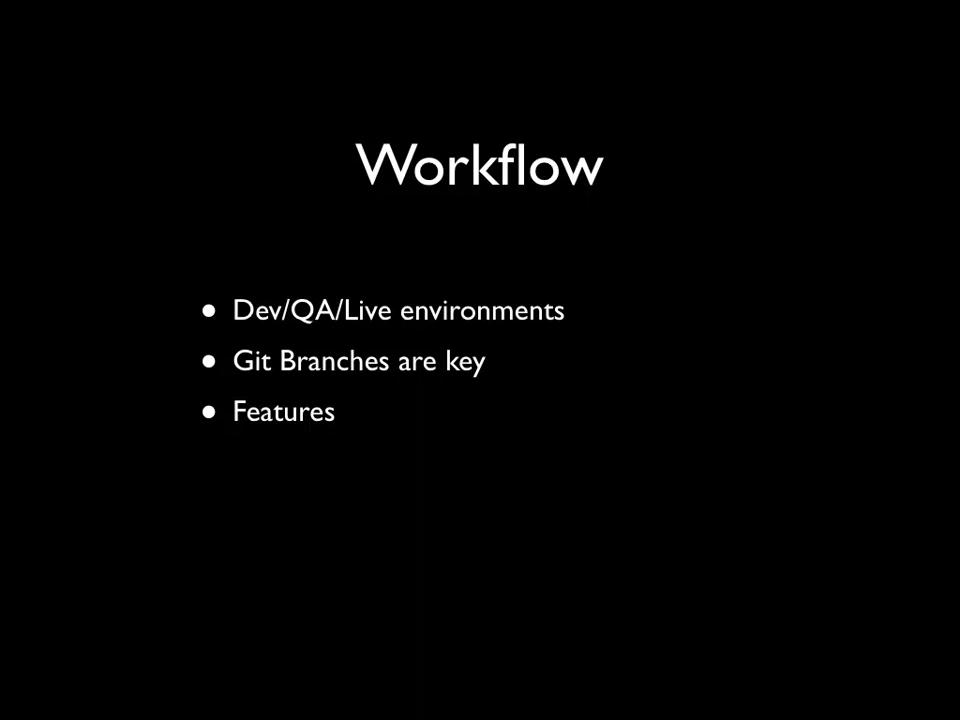 Workflow
• Dev/QA/Live environments
• Git Branches are key
• Features